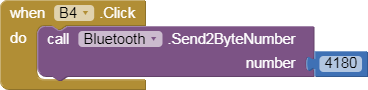 when B4 .Click
do call Bluetooth .Send2ByteNumber
number 4180